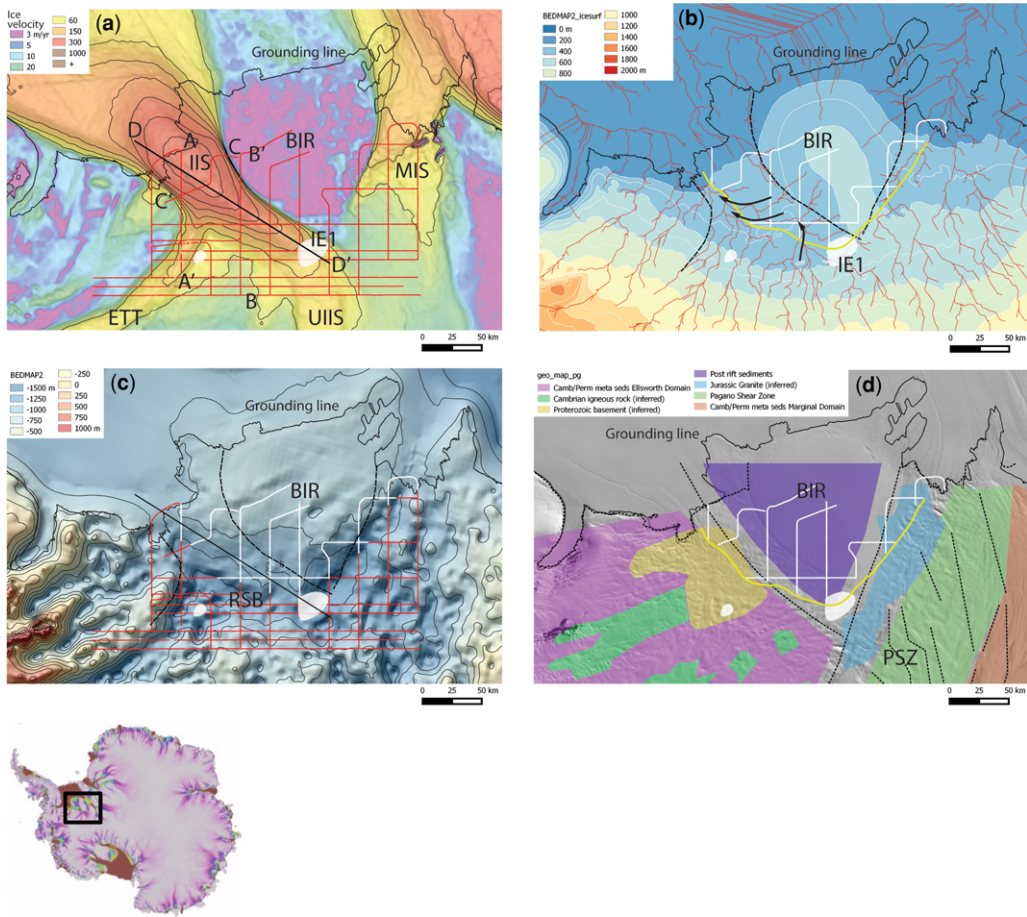 (a)
Ice
velocity
3 m/yr
5
10
20
60
150
300
1000
+
Grounding line
D
A
IIS
C
B'
BIR
MIS
C'
IE1
D'
A'
B
ETT
UIIS
0 25 50 km
(b)
BEDMAP2_icesurf
0 m
200
400
600
800
1000
1200
1400
1600
1800
2000 m
Grounding line
BIR
IE1
0 25 50 km
(c)
BEDMAP2
-1500 m
-1250
-1000
-750
-500
-250
0
250
500
750
1000 m
Grounding line
BIR
RSB
0 25 50 km
(d)
geo_map_pg
Camb/Perm meta seds Ellsworth Domain
Cambrian igneous rock (inferred)
Proterozoic basement (inferred)
Post rift sediments
Jurassic Granite (inferred)
Pagano Shear Zone
Camb/Perm meta seds Marginal Domain
Grounding line
BIR
PSZ
0 25 50 km